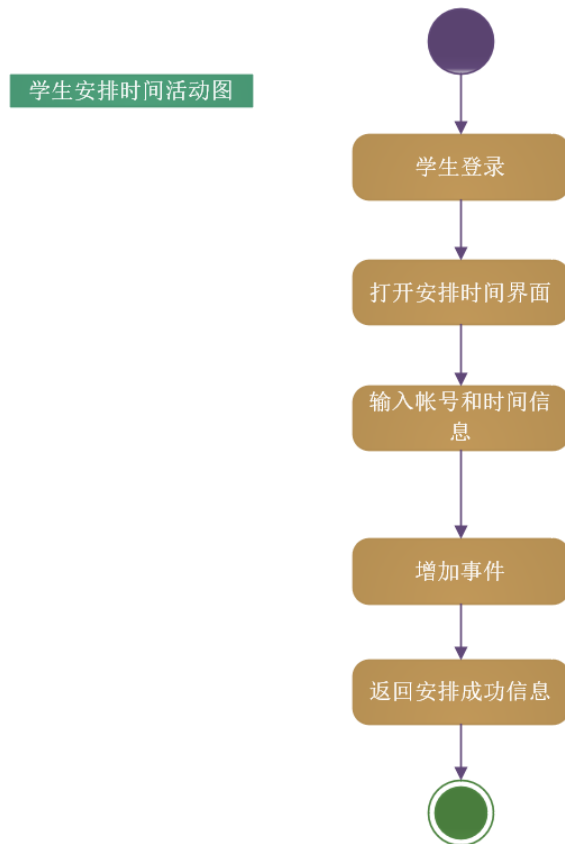 学生安排时间活动图
学生登录
打开安排时间界面
输入帐号和时间信
息
增加事件
返回安排成功信息